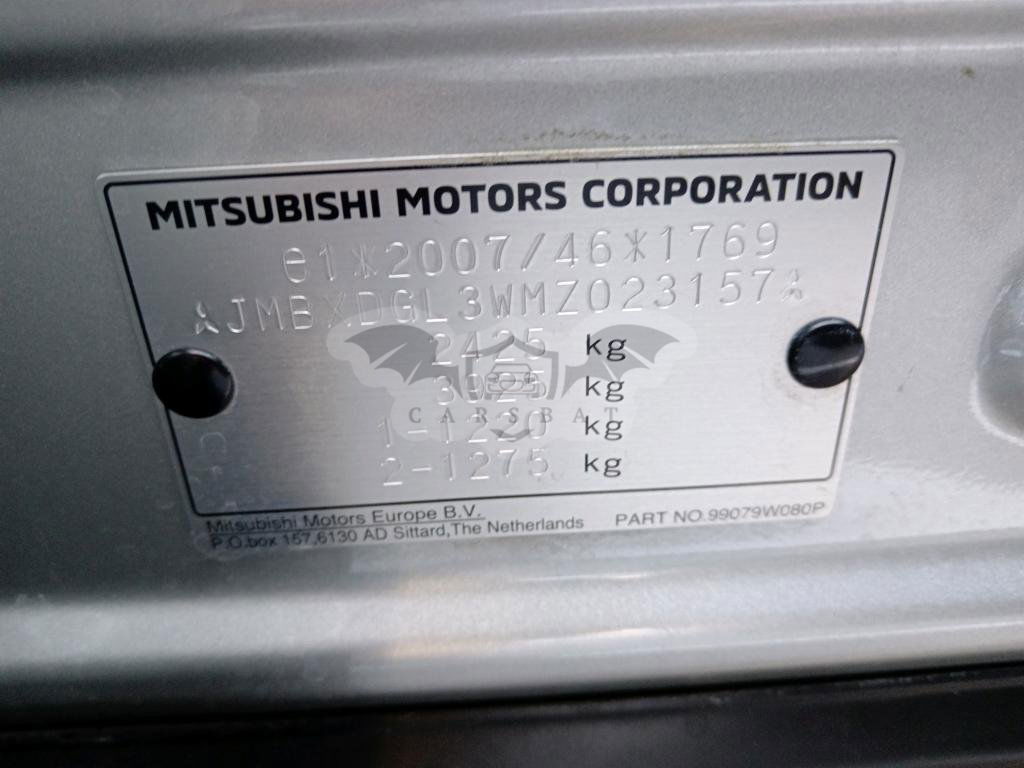 MITSUBISHI MOTORS CORPORATION
e1*2007/46*1769
JMBXDGL3WMZ023157
2425 kg
3925 kg
CARSBAT
1-1220 kg
2-1275 kg
Mitsubishi Motors Europe B.V.
P.O.box 157,6130 AD Sittard,The Netherlands
PART NO.99079W080P